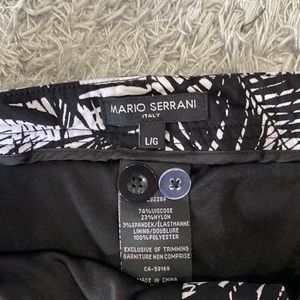 MARIO SERRANI
ITALY
L/G
74%VISCOSE
23%NYLON
3%SPANDEX/ÉLASTHANNE
LINING/DOUBLURE
100%POLYESTER
EXCLUSIVE OF TRIMMING
GARNITURE NON COMPRISE
CA-59169
MADE IN CHINA